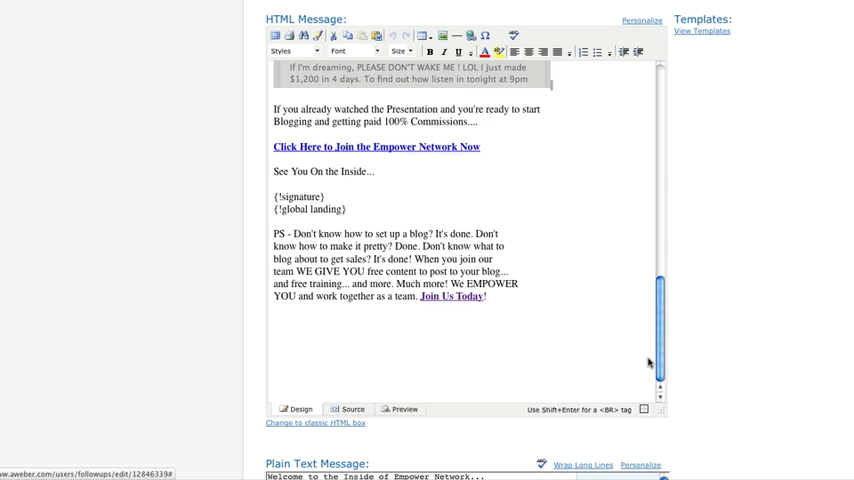 HTML Message:
Personalize
Templates:
View Templates
Styles
Font
Size
B I U
A
If I'm dreaming, PLEASE DON'T WAKE ME ! LOL I just made
$1,200 in 4 days. To find out how listen in tonight at 9pm
If you already watched the Presentation and you're ready to start
Blogging and getting paid 100% Commissions....
Click Here to Join the Empower Network Now
See You On the Inside...
{!signature}
{!global landing}
PS - Don't know how to set up a blog? It's done. Don't
know how to make it pretty? Done. Don't know what to
blog about to get sales? It's done! When you join our
team WE GIVE YOU free content to post to your blog...
and free training... and more. Much more! We EMPOWER
YOU and work together as a team. Join Us Today!
Design
Source
Preview
Use Shift+Enter for a <BR> tag
Change to classic HTML box
Plain Text Message:
Wrap Long Lines
Personalize
ww.aweber.com/users/followups/edit/12846339#
Welcome to the Inside of Empower Network...